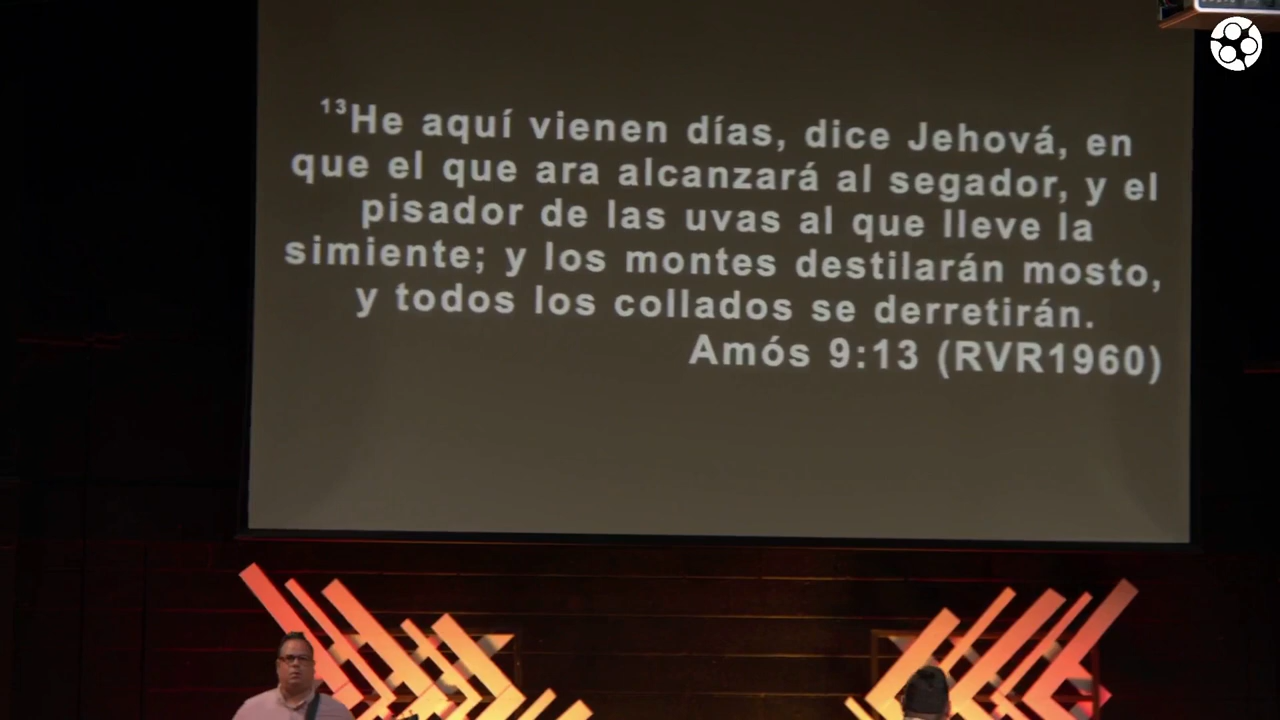 ¹³He aquí vienen días, dice Jehová, en
que el que ara alcanzará al segador, y el
pisador de las uvas al que lleve la
simiente; y los montes destilarán mosto,
y todos los collados se derretirán.
Amós 9:13 (RVR1960)